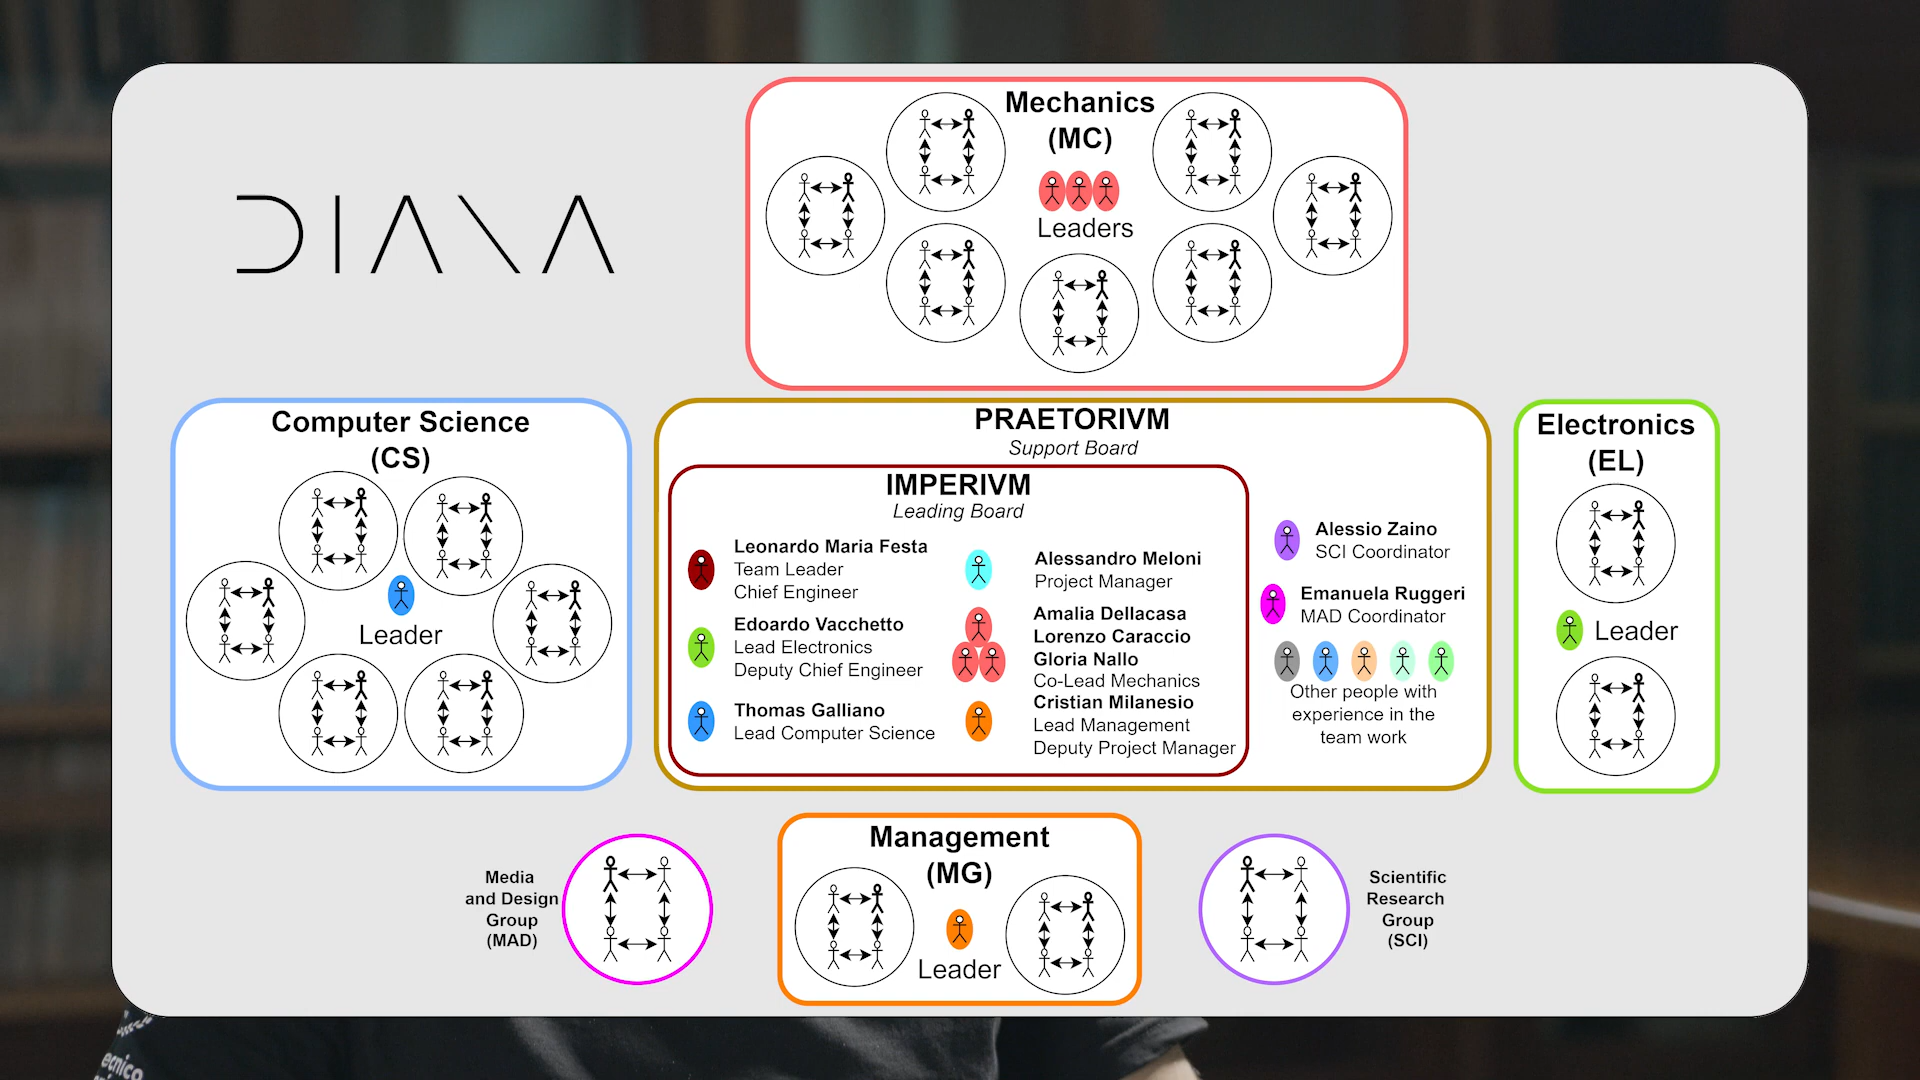 DIANA
Mechanics
(MC)
Leaders
Computer Science
(CS)
Leader
PRAETORIVM
Support Board
IMPERIVM
Leading Board
Leonardo Maria Festa
Team Leader
Chief Engineer
Edoardo Vacchetto
Lead Electronics
Deputy Chief Engineer
Thomas Galliano
Lead Computer Science
Alessandro Meloni
Project Manager
Amalia Dellacasa
Lorenzo Caraccio
Gloria Nallo
Co-Lead Mechanics
Cristian Milanesio
Lead Management
Deputy Project Manager
Alessio Zaino
SCI Coordinator
Emanuela Ruggeri
MAD Coordinator
Other people with
experience in the
team work
Electronics
(EL)
Leader
Media
and Design
Group
(MAD)
Management
(MG)
Leader
Scientific
Research
Group
(SCI)
ecnico